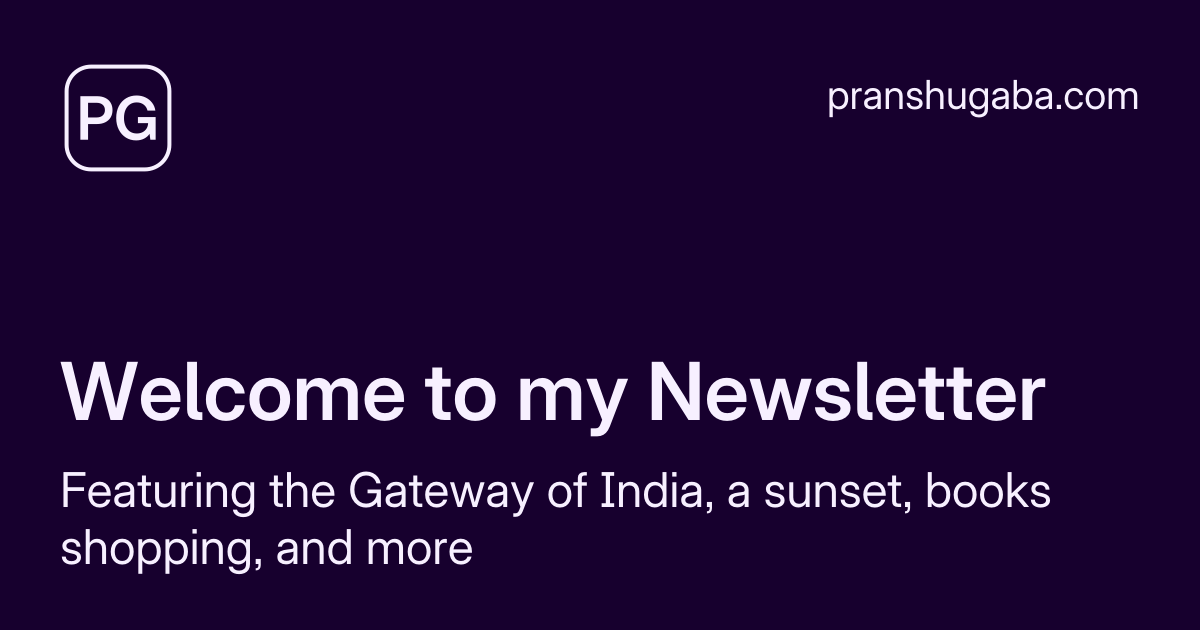 PG
pranshugaba.com
Welcome to my Newsletter
Featuring the Gateway of India, a sunset, books
shopping, and more